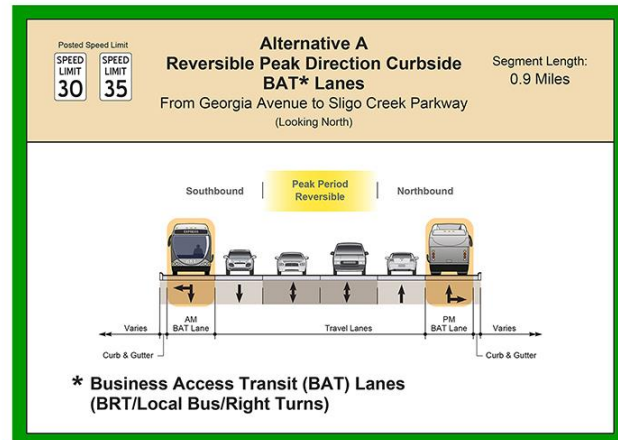 Posted Speed Limit
SPEED LIMIT 30
SPEED LIMIT 35
Alternative A
Reversible Peak Direction Curbside
BAT* Lanes
From Georgia Avenue to Sligo Creek Parkway
(Looking North)
Segment Length:
0.9 Miles
Southbound
Peak Period
Reversible
Northbound
EXPRESS
Varies
AM
BAT Lane
Travel Lanes
PM
BAT Lane
Varies
Curb & Gutter
Curb & Gutter
* Business Access Transit (BAT) Lanes
(BRT/Local Bus/Right Turns)